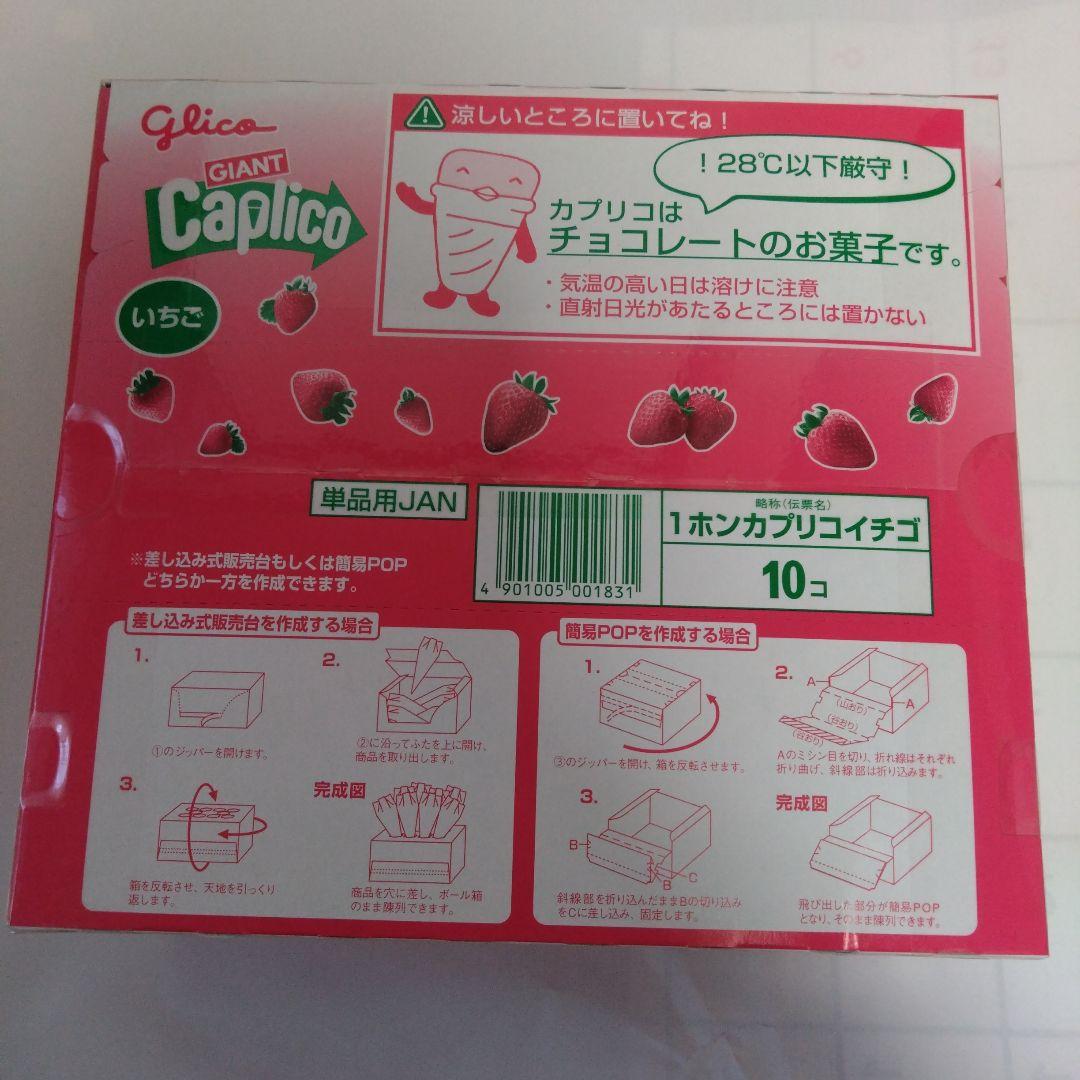 glico
GIANT
Caplico
いちご
涼しいところに置いてね！
！28℃以下厳守！
カプリコは
チョコレートのお菓子です。
・気温の高い日は溶けに注意
・直射日光があたるところには置かない
単品用JAN
4 901005 001831
略称(伝票名)
1ホンカプリコイチゴ
10コ
※差し込み式販売台もしくは簡易POP
どちらか一方を作成できます。
差し込み式販売台を作成する場合
1.
①のジッパーを開けます。
2.
②に沿ってふたを上に開け、
商品を取り出します。
3.
箱を反転させ、天地を引っくり
返します。
完成図
商品を穴に差し、ボール箱
のまま陳列できます。
簡易POPを作成する場合
1.
③のジッパーを開け、箱を反転させます。
2.
A
A
(山おり)
(谷おり)
(谷おり)
Aのミシン目を切り、折れ線はそれぞれ
折り曲げ、斜線部は折り込みます。
3.
B
B
C
斜線部を折り込んだままBの切り込み
をCに差し込み、固定します。
完成図
飛び出した部分が簡易POP
となり、そのまま陳列できます。